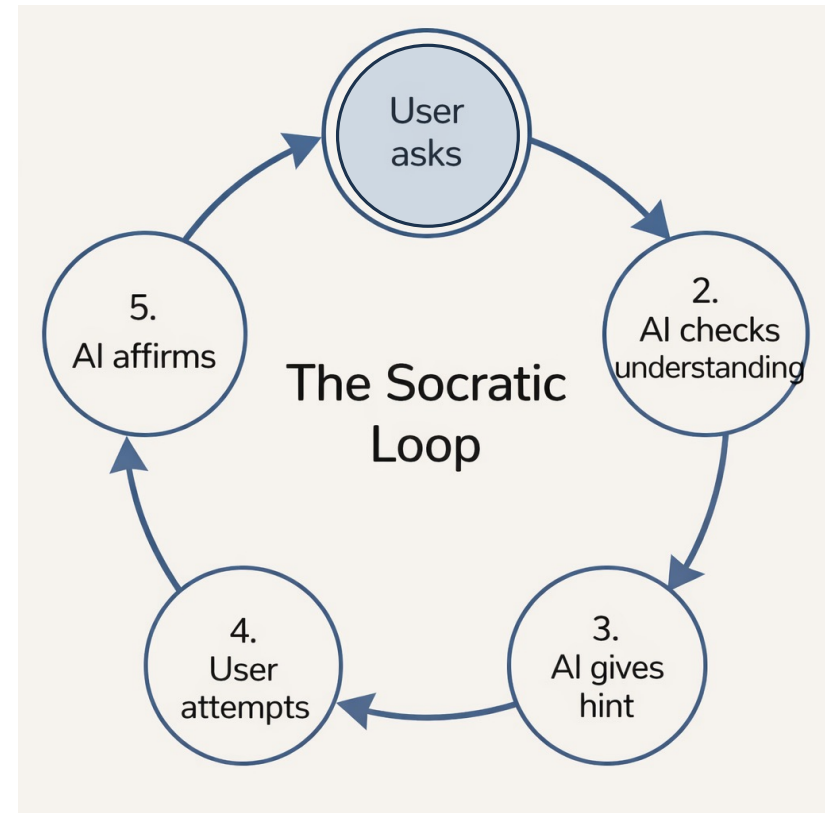 User
asks
2.
AI checks
understanding
3.
AI gives
hint
4.
User
attempts
5.
AI affirms
The Socratic
Loop